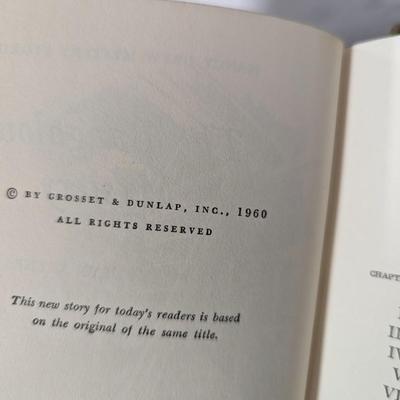 © BY GROSSET & DUNLAP, INC., 1960
ALL RIGHTS RESERVED
This new story for today's readers is based
on the original of the same title.
CHAPT
I
II
IV
V
VI